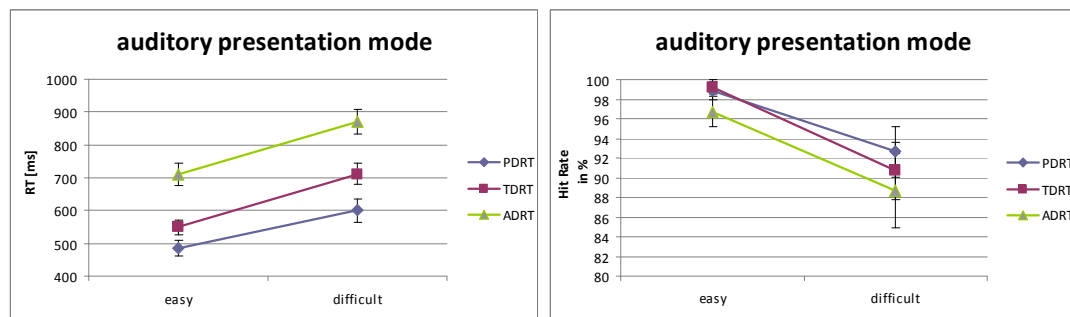 auditory presentation mode
1000
900
800
700
600
500
400
RT [ms]
easy
difficult
PDRT
TDRT
ADRT
auditory presentation mode
100
98
96
94
92
90
88
86
84
82
80
Hit Rate
in %
easy
difficult
PDRT
TDRT
ADRT